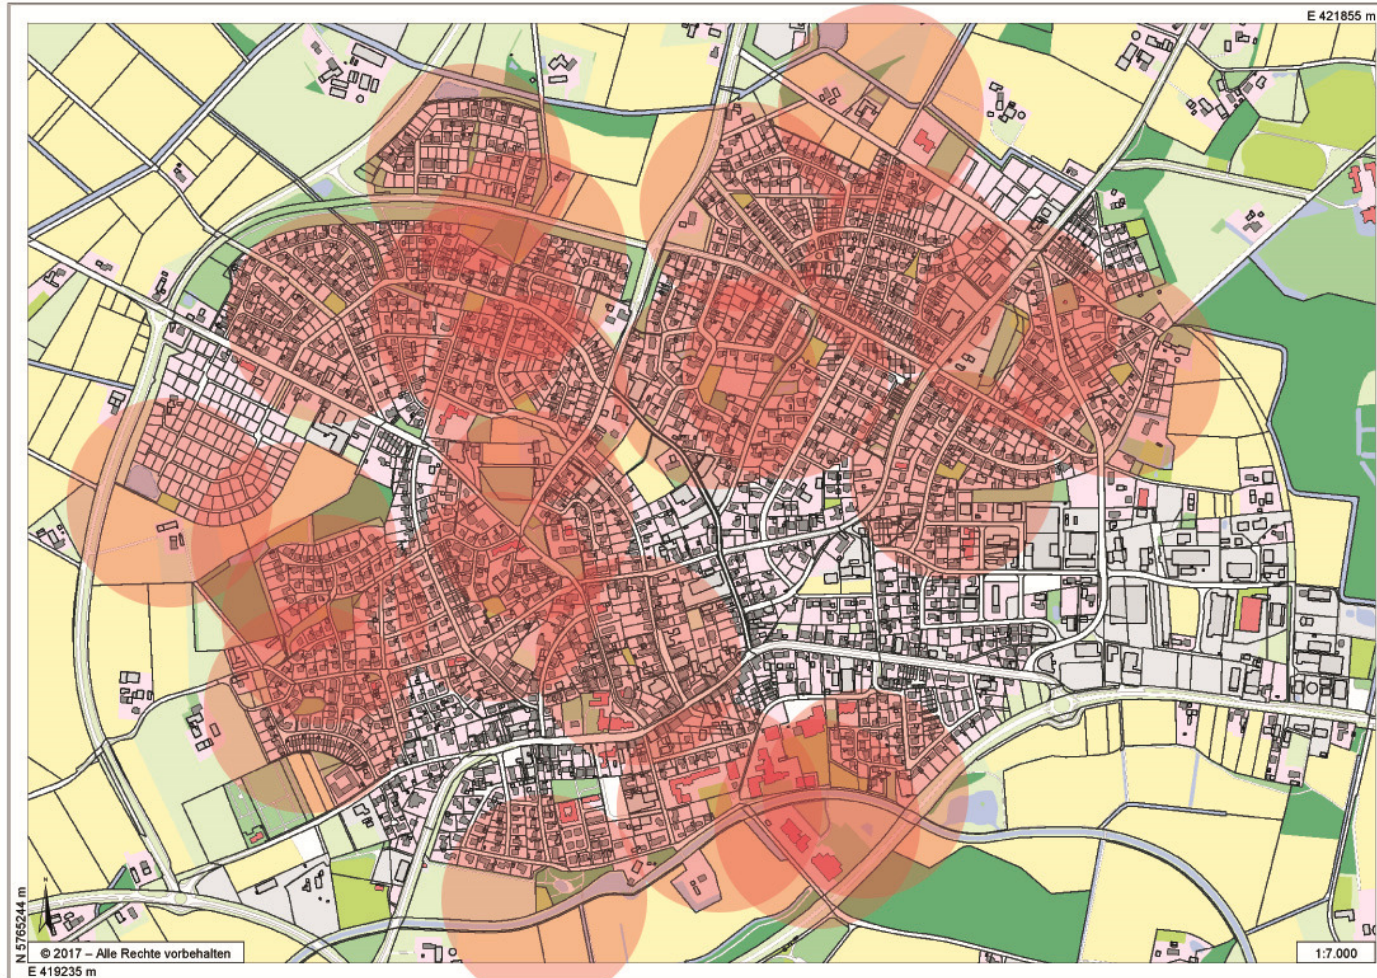 E 421855 m
N 5765244 m
N
© 2017 – Alle Rechte vorbehalten
1:7.000
E 419235 m